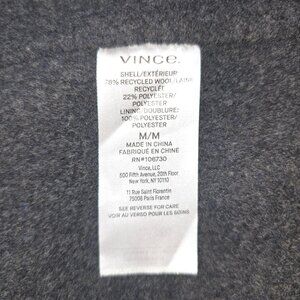 VINCE.
SHELL/EXTÉRIEUR
78% RECYCLED WOOL/LAINE
RECYCLÉE
22% POLYESTER/
POLYESTER
LINING/DOUBLURE:
100% POLYESTER/
POLYESTER
M/M
MADE IN CHINA
FABRIQUÉ EN CHINE
RN#106730
Vince, LLC
500 Fifth Avenue, 20th Floor
New York, NY 10110
11 Rue Saint Florentin
75008 Paris France
SEE REVERSE FOR CARE
VOIR AU VERSO POUR LES SOINS